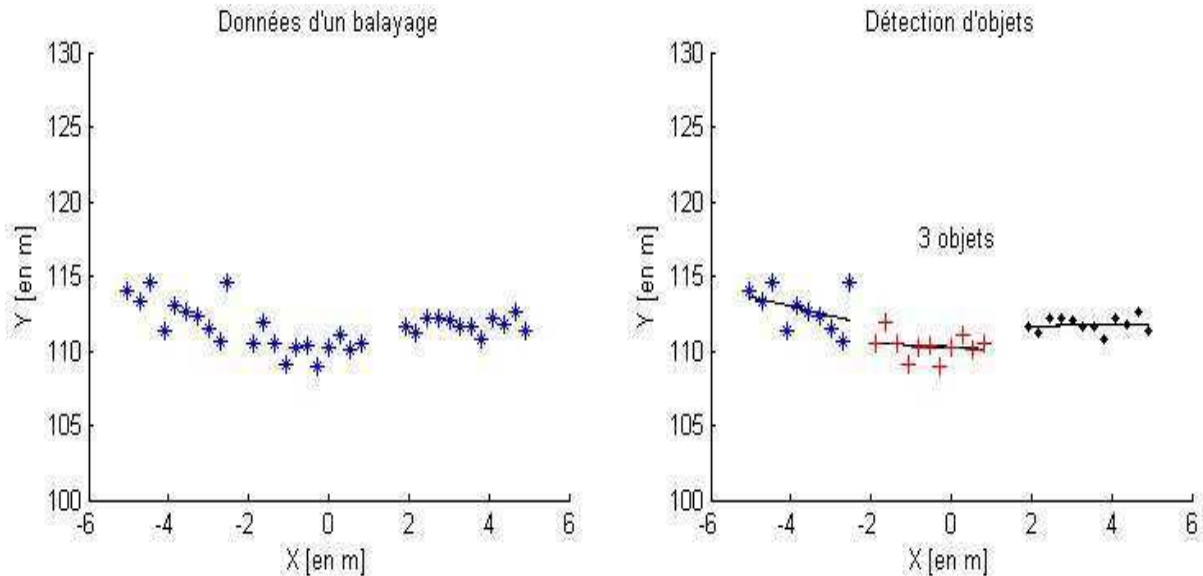 Données d'un balayage
130
125
120
115
110
105
100
Y [en m]
-6 -4 -2 0 2 4 6
X [en m]
Détection d'objets
130
125
120
115
110
105
100
Y [en m]
3 objets
-6 -4 -2 0 2 4 6
X [en m]